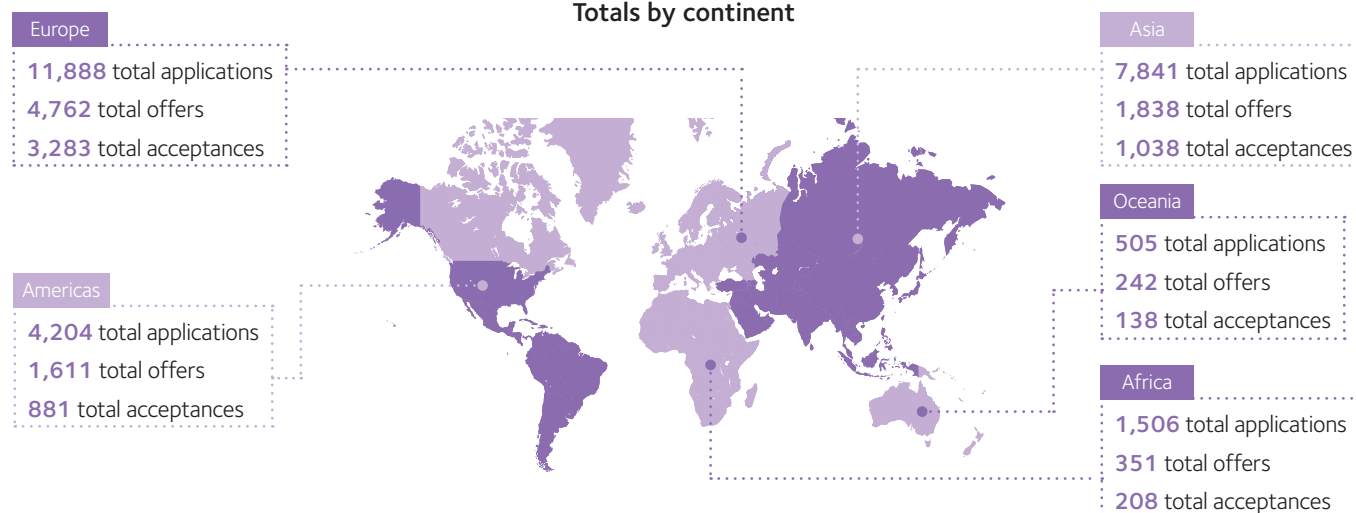 Totals by continent
Europe
11,888 total applications
4,762 total offers
3,283 total acceptances
Americas
4,204 total applications
1,611 total offers
881 total acceptances
Asia
7,841 total applications
1,838 total offers
1,038 total acceptances
Oceania
505 total applications
242 total offers
138 total acceptances
Africa
1,506 total applications
351 total offers
208 total acceptances